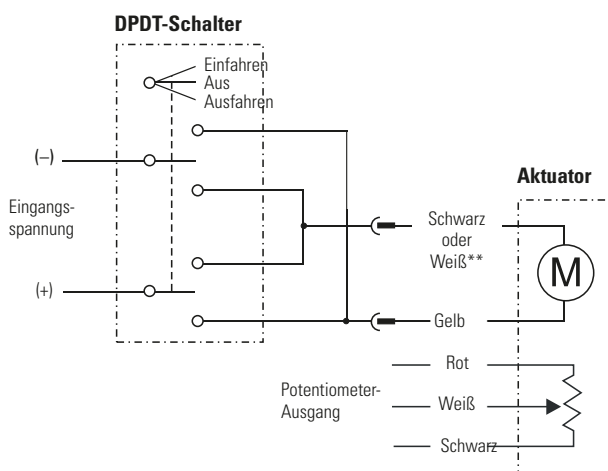 DPDT-Schalter
Einfahren
Aus
Ausfahren
(–)
Eingangs-
spannung
(+)
Aktuator
Schwarz
oder
Weiß**
M
Gelb
Rot
Potentiometer-
Ausgang
Weiß
Schwarz